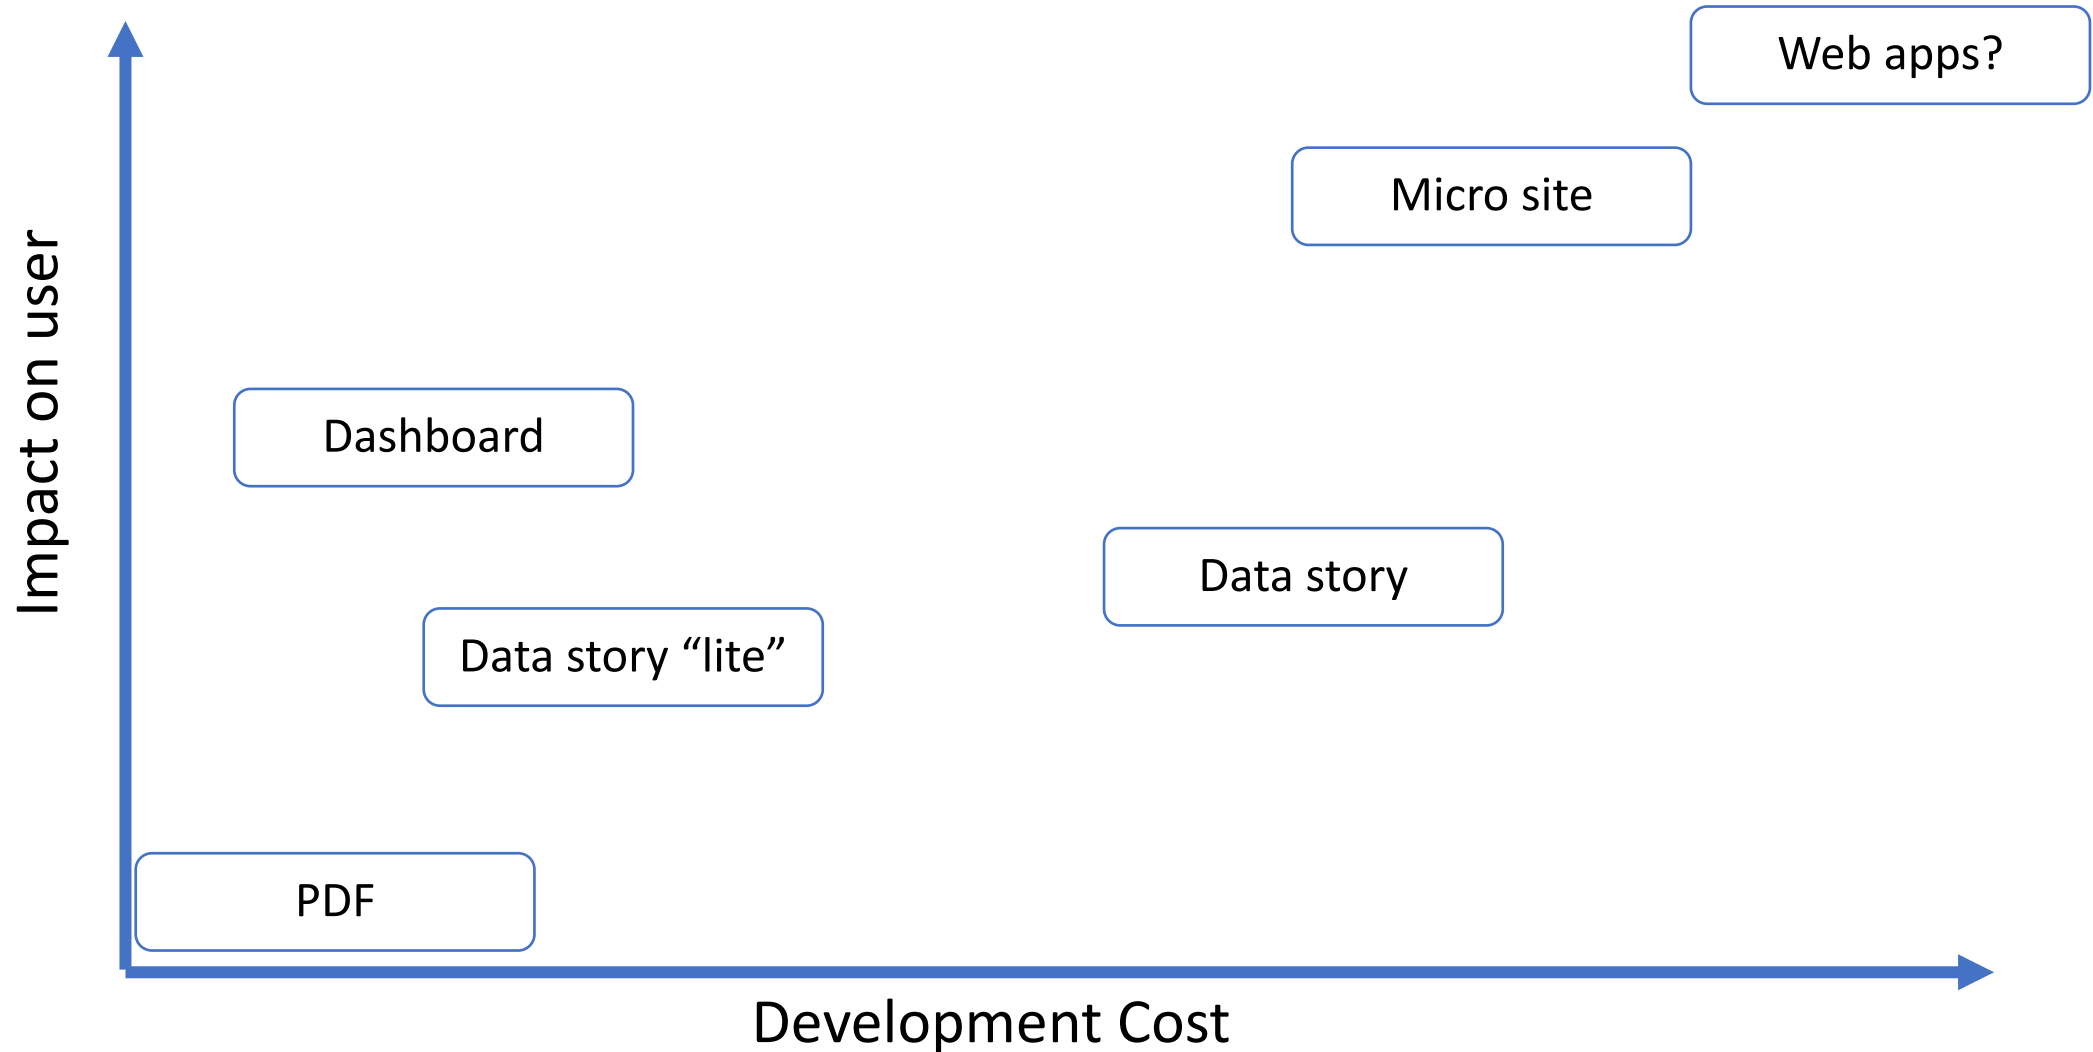 Web apps?
Micro site
Impact on user
Dashboard
Data story
Data story “lite”
PDF
Development Cost